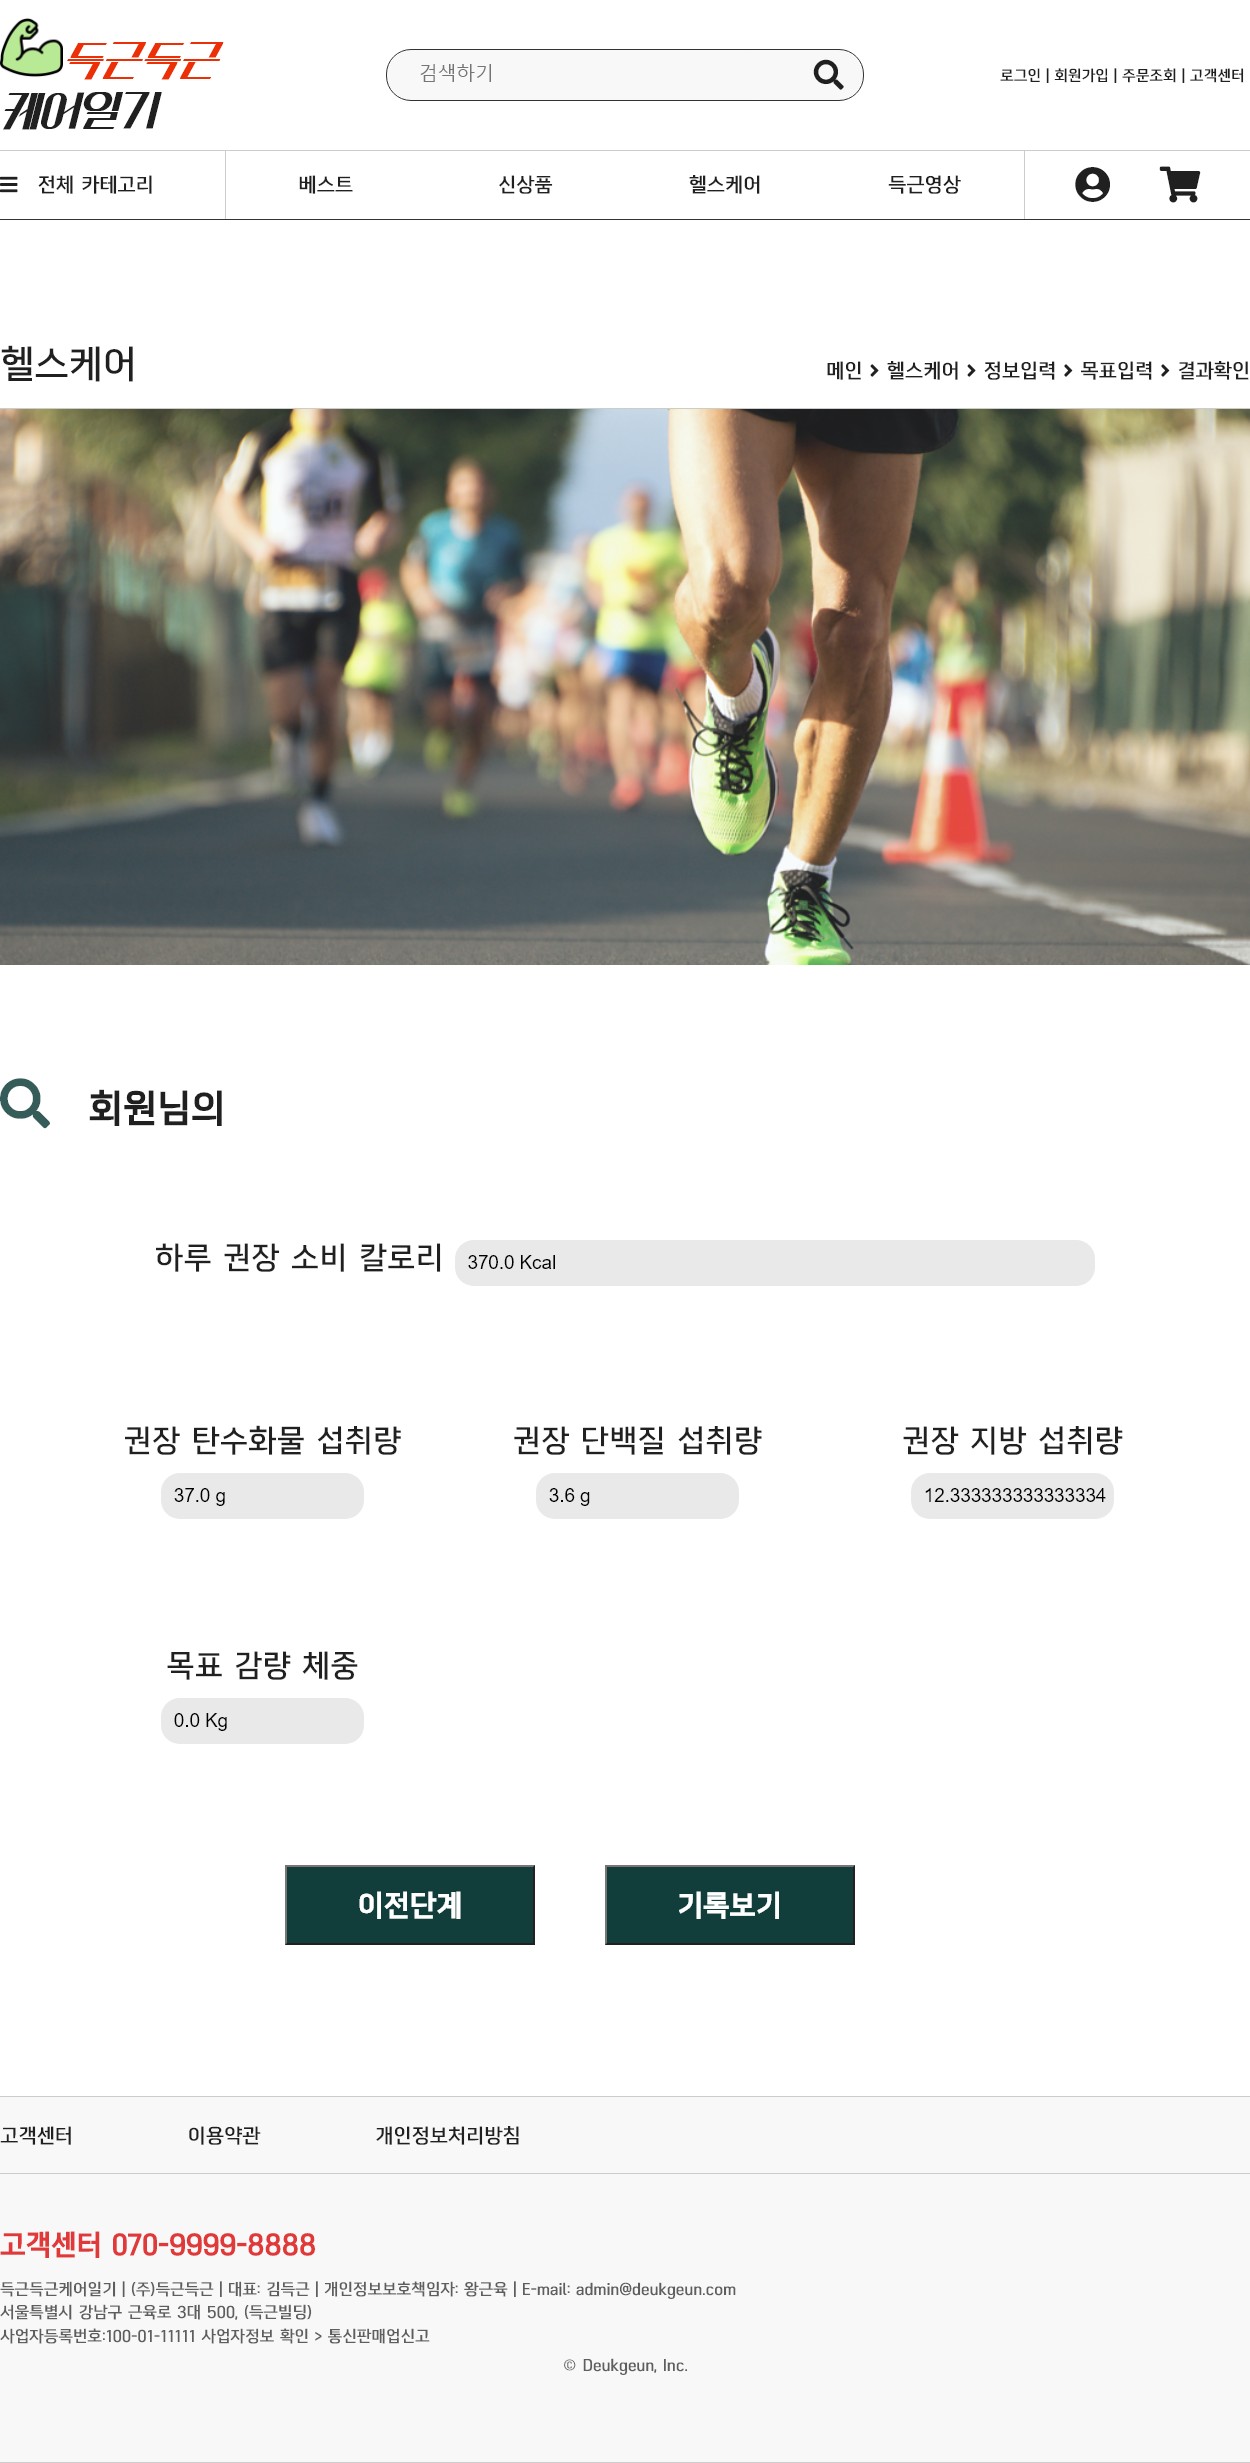 득근득근
케어일기
검색하기
로그인 | 회원가입 | 주문조회 | 고객센터
전체 카테고리
베스트
신상품
헬스케어
득근영상
헬스케어
메인 > 헬스케어 > 정보입력 > 목표입력 > 결과확인
회원님의
하루 권장 소비 칼로리 370.0 Kcal
권장 탄수화물 섭취량
37.0 g
권장 단백질 섭취량
3.6 g
권장 지방 섭취량
12.333333333333334
목표 감량 체중
0.0 Kg
이전단계
기록보기
고객센터
이용약관
개인정보처리방침
고객센터 070-9999-8888
득근득근케어일기 | (주)득근득근 | 대표: 김득근 | 개인정보보호책임자: 왕근육 | E-mail: admin@deukgeun.com
서울특별시 강남구 근육로 3대 500, (득근빌딩)
사업자등록번호:100-01-11111 사업자정보 확인 > 통신판매업신고
© Deukgeun, Inc.